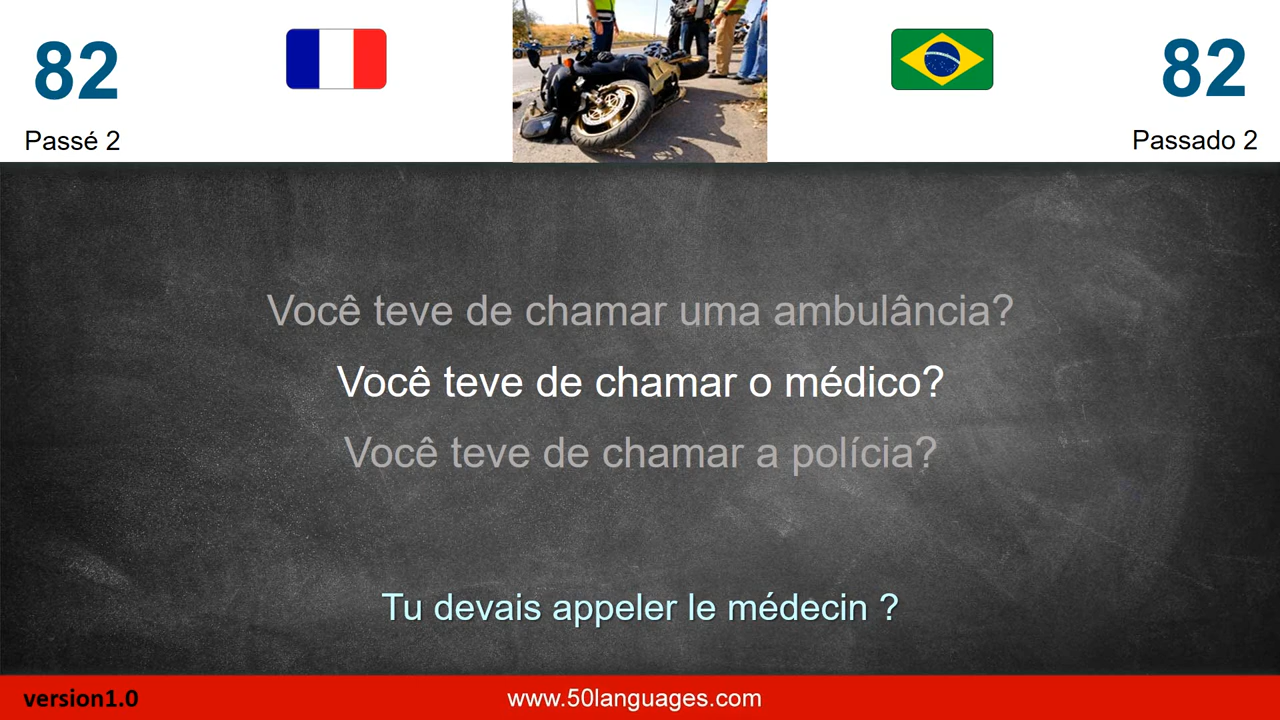 82
82
Passé 2
Passado 2
Você teve de chamar uma ambulância?
Você teve de chamar o médico?
Você teve de chamar a polícia?
Tu devais appeler le médecin ?
version1.0
www.50languages.com